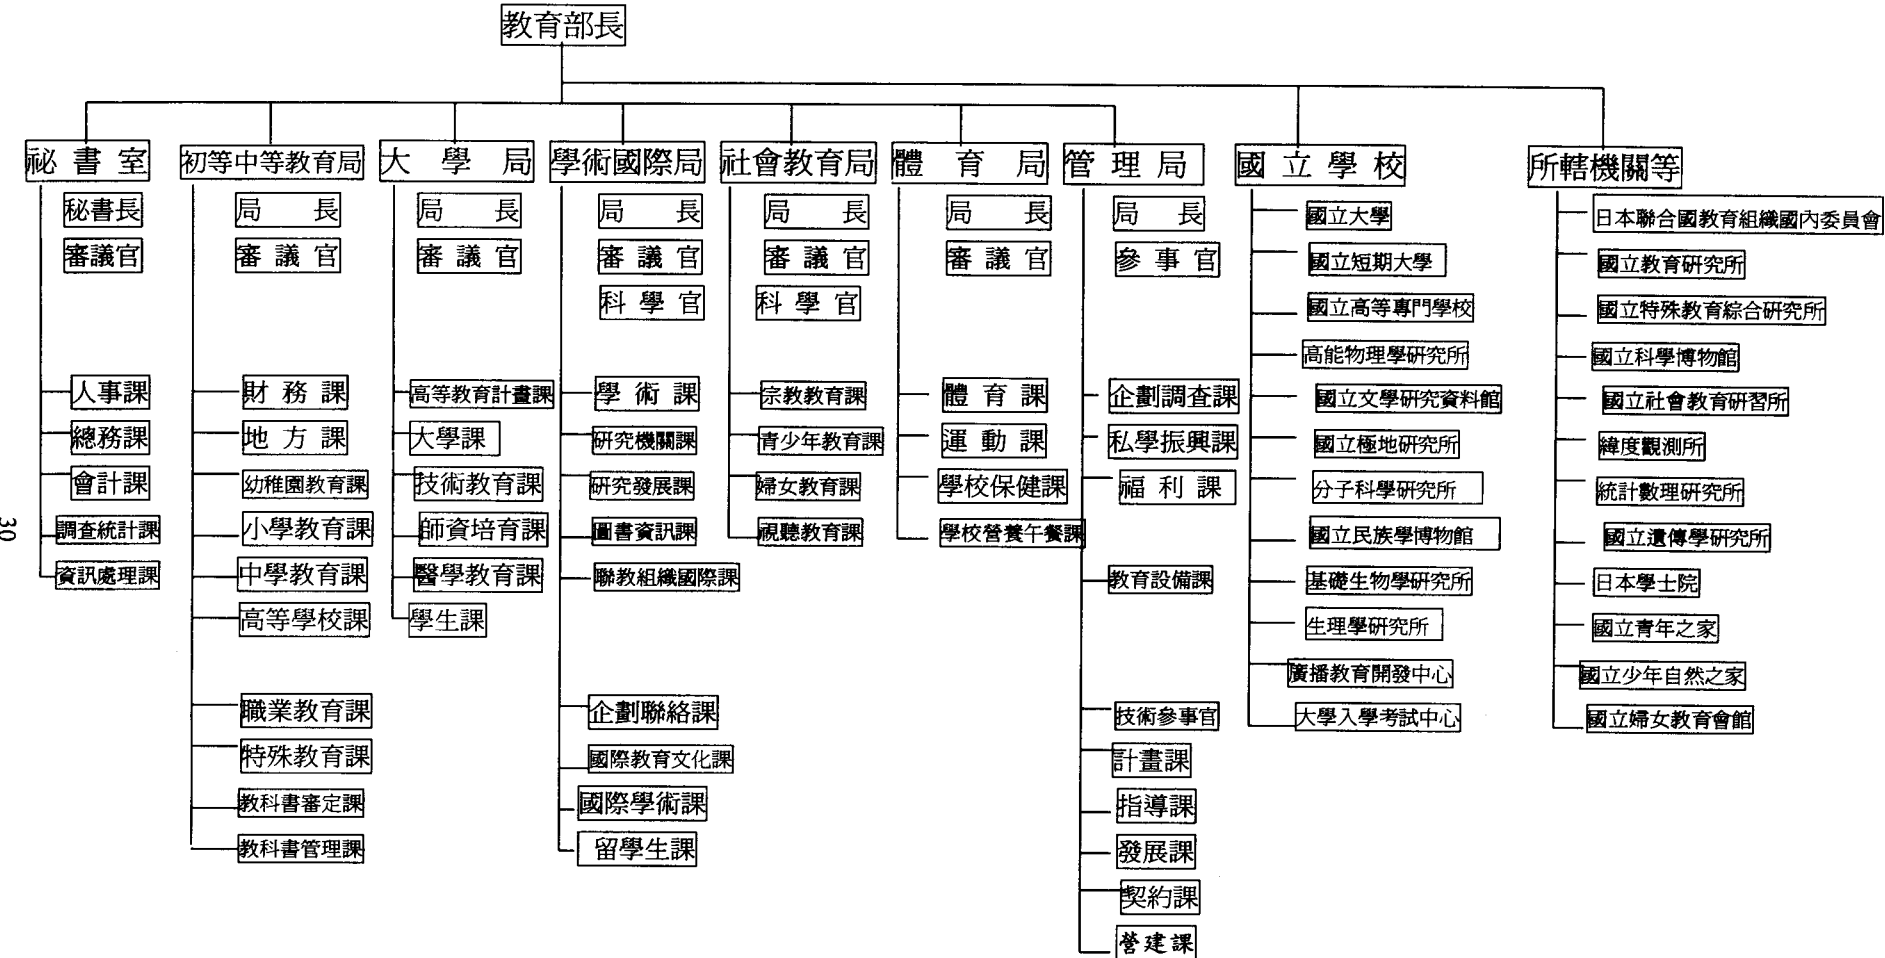 教育部長
祕書室
秘書長
審議官
人事課
總務課
會計課
調查統計課
資訊處理課
初等中等教育局
局長
審議官
財務課
地方課
幼稚園教育課
小學教育課
中學教育課
高等學校課
職業教育課
特殊教育課
教科書審定課
教科書管理課
大學局
局長
審議官
高等教育計畫課
大學課
技術教育課
師資培育課
醫學教育課
學生課
學術國際局
局長
審議官
科學官
學術課
研究機關課
研究發展課
圖書資訊課
聯教組織國際課
企劃聯絡課
國際教育文化課
國際學術課
留學生課
社會教育局
局長
審議官
科學官
宗教教育課
青少年教育課
婦女教育課
視聽教育課
體育局
局長
審議官
體育課
運動課
學校保健課
學校營養午餐課
管理局
局長
參事官
企劃調查課
私學振興課
福利課
教育設備課
技術參事官
計畫課
指導課
發展課
契約課
營建課
國立學校
國立大學
國立短期大學
國立高等專門學校
高能物理學研究所
國立文學研究資料館
國立極地研究所
分子科學研究所
國立民族學博物館
基礎生物學研究所
生理學研究所
廣播教育開發中心
大學入學考試中心
所轄機關等
日本聯合國教育組織國內委員會
國立教育研究所
國立特殊教育綜合研究所
國立科學博物館
國立社會教育研習所
緯度觀測所
統計數理研究所
國立遺傳學研究所
日本學士院
國立青年之家
國立少年自然之家
國立婦女教育會館
30